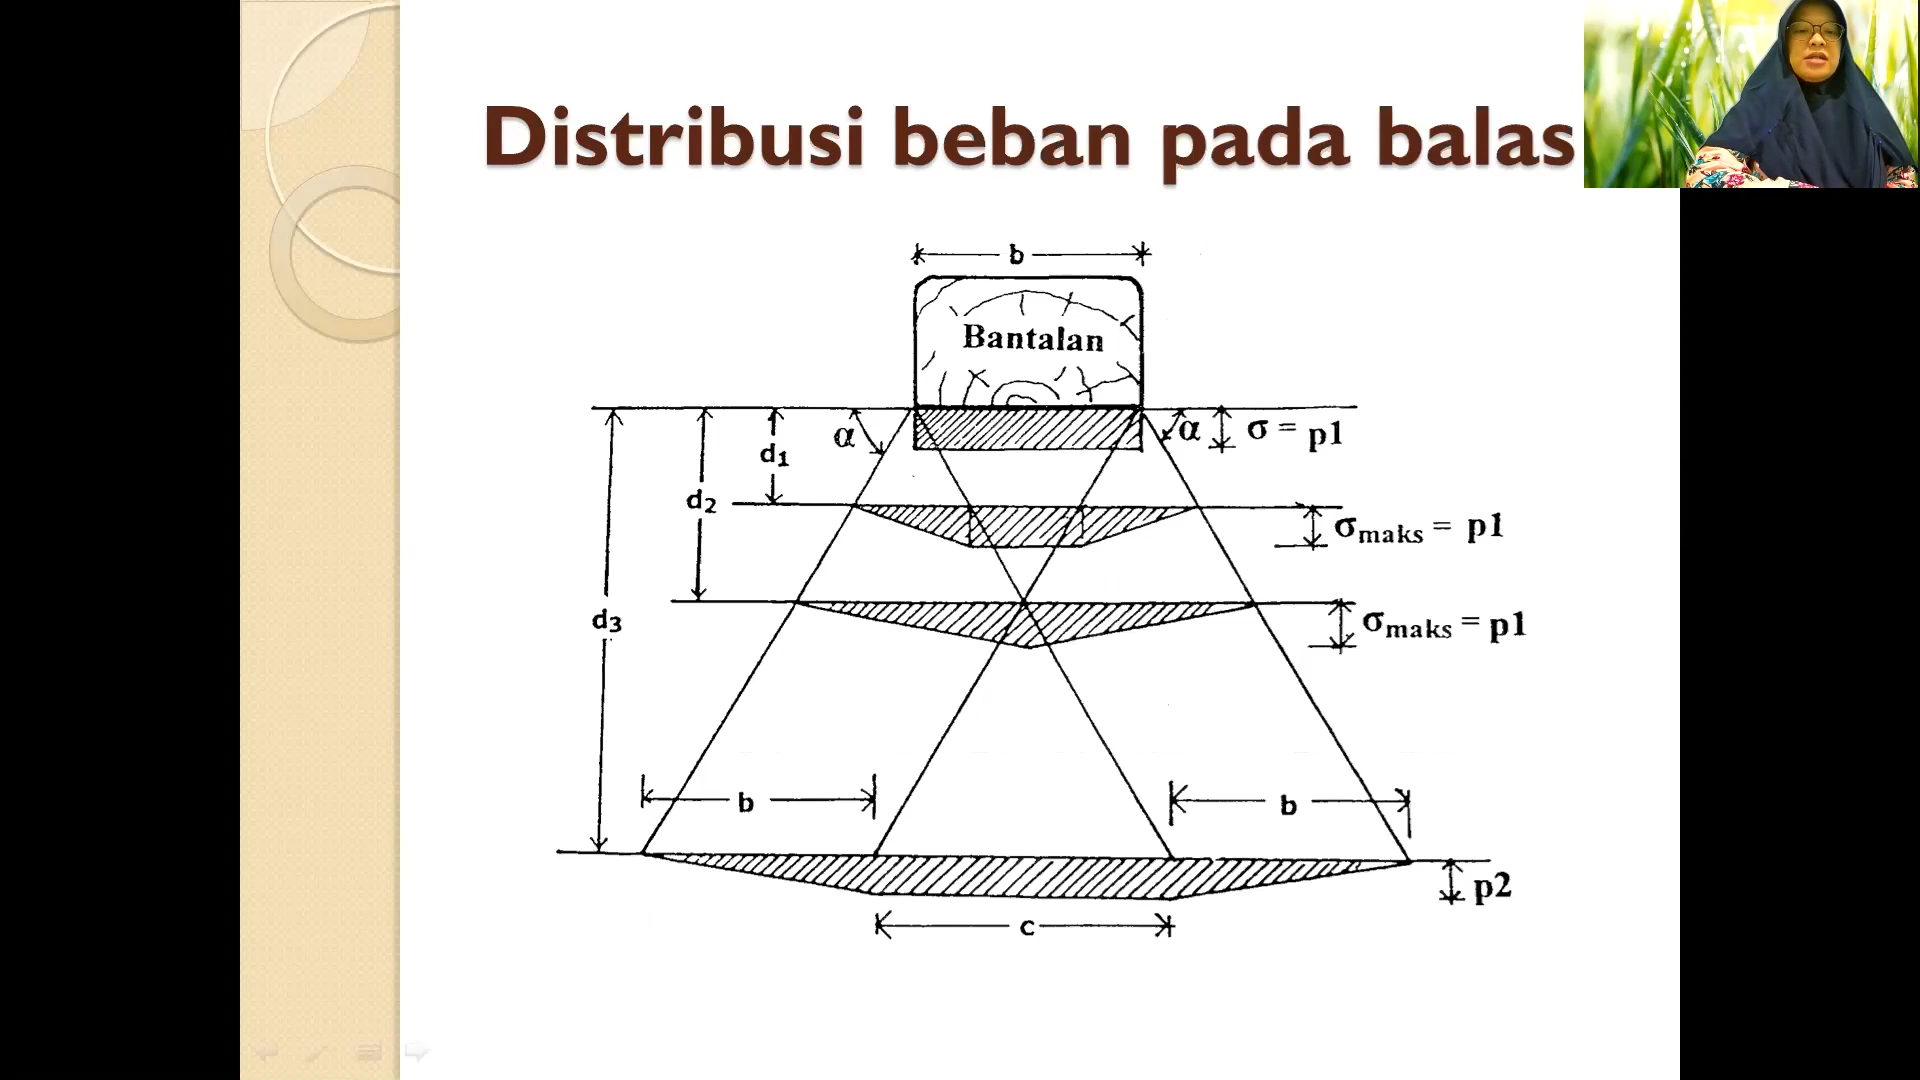 Distribusi beban pada balas
b
Bantalan
α
α
σ = p1
d₁
d₂
σmaks = p1
d₃
σmaks = p1
b
b
p2
c